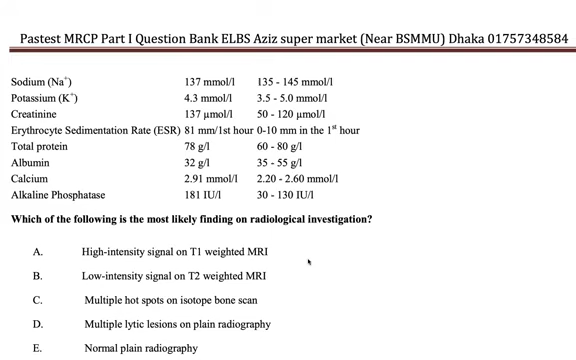 Pastest MRCP Part I Question Bank ELBS Aziz super market (Near BSMMU) Dhaka 01757348584
Sodium (Na+) 137 mmol/l 135 - 145 mmol/l
Potassium (K+) 4.3 mmol/l 3.5 - 5.0 mmol/l
Creatinine 137 µmol/l 50 - 120 µmol/l
Erythrocyte Sedimentation Rate (ESR) 81 mm/1st hour 0-10 mm in the 1st hour
Total protein 78 g/l 60 - 80 g/l
Albumin 32 g/l 35 - 55 g/l
Calcium 2.91 mmol/l 2.20 - 2.60 mmol/l
Alkaline Phosphatase 181 IU/l 30 - 130 IU/l
Which of the following is the most likely finding on radiological investigation?
A. High-intensity signal on T1 weighted MRI
B. Low-intensity signal on T2 weighted MRI
C. Multiple hot spots on isotope bone scan
D. Multiple lytic lesions on plain radiography
E. Normal plain radiography